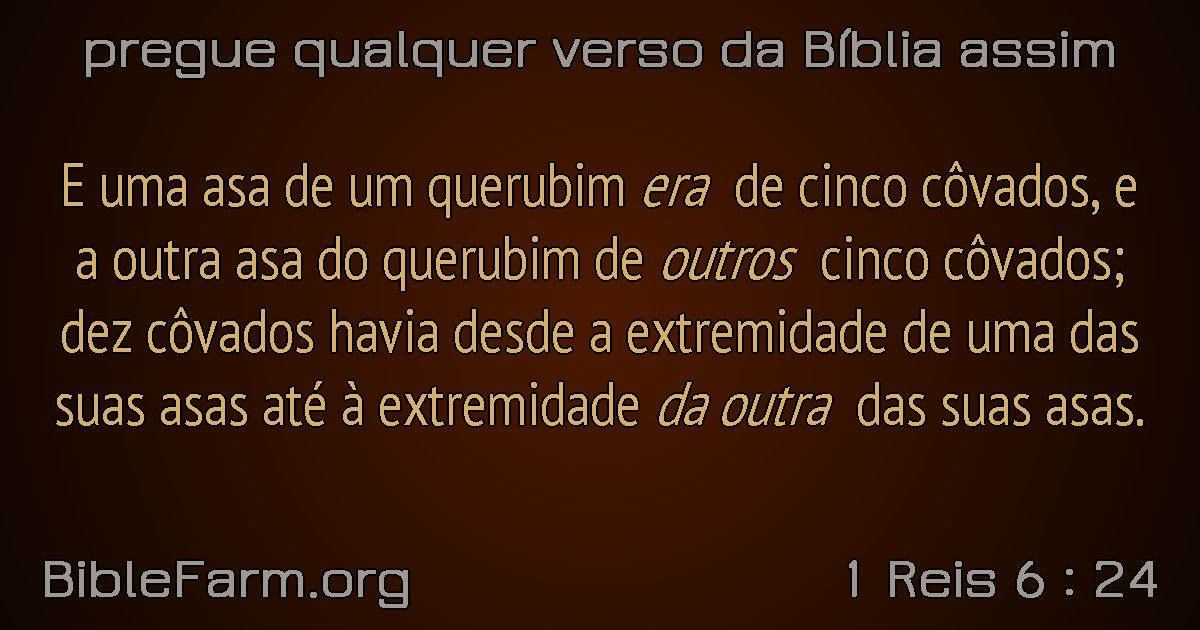 pregue qualquer verso da Bíblia assim
E uma asa de um querubim era de cinco côvados, e
a outra asa do querubim de outros cinco côvados;
dez côvados havia desde a extremidade de uma das
suas asas até à extremidade da outra das suas asas.
BibleFarm.org
1 Reis 6 : 24